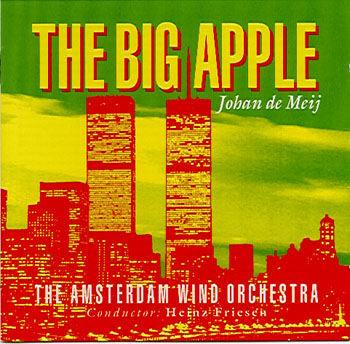 THE BIG APPLE
Johan de Meij
THE AMSTERDAM WIND ORCHESTRA
Conductor: Heinz Friesen